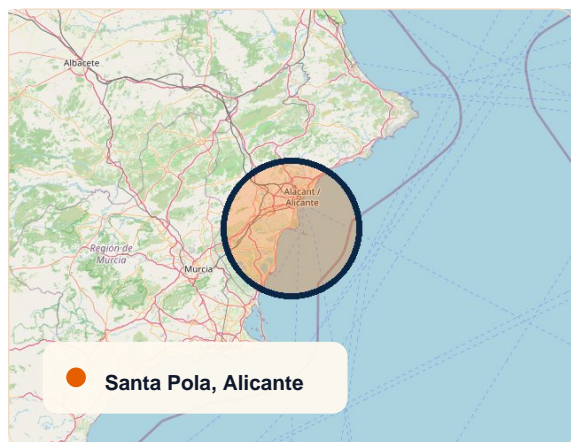 Albacete
Alacant /
Alicante
Región de
Murcia
Murcia
Santa Pola, Alicante